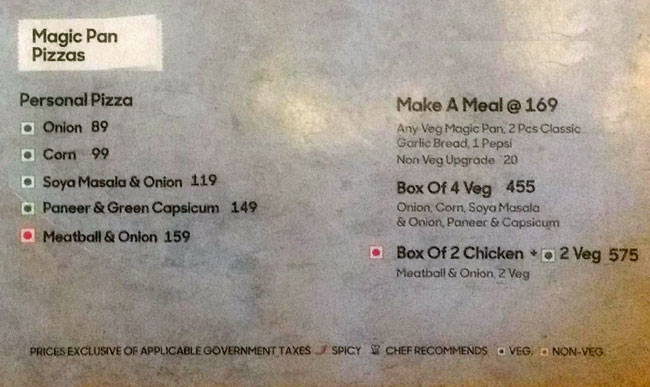 Magic Pan
Pizzas
Personal Pizza
Onion 89
Corn 99
Soya Masala & Onion 119
Paneer & Green Capsicum 149
Meatball & Onion 159
Make A Meal @ 169
Any Veg Magic Pan, 2 Pcs Classic
Garlic Bread, 1 Pepsi
Non Veg Upgrade 20
Box Of 4 Veg 455
Onion, Corn, Soya Masala
& Onion, Paneer & Capsicum
Box Of 2 Chicken + 2 Veg 575
Meatball & Onion, 2 Veg
PRICES EXCLUSIVE OF APPLICABLE GOVERNMENT TAXES SPICY CHEF RECOMMENDS VEG. NON-VEG.